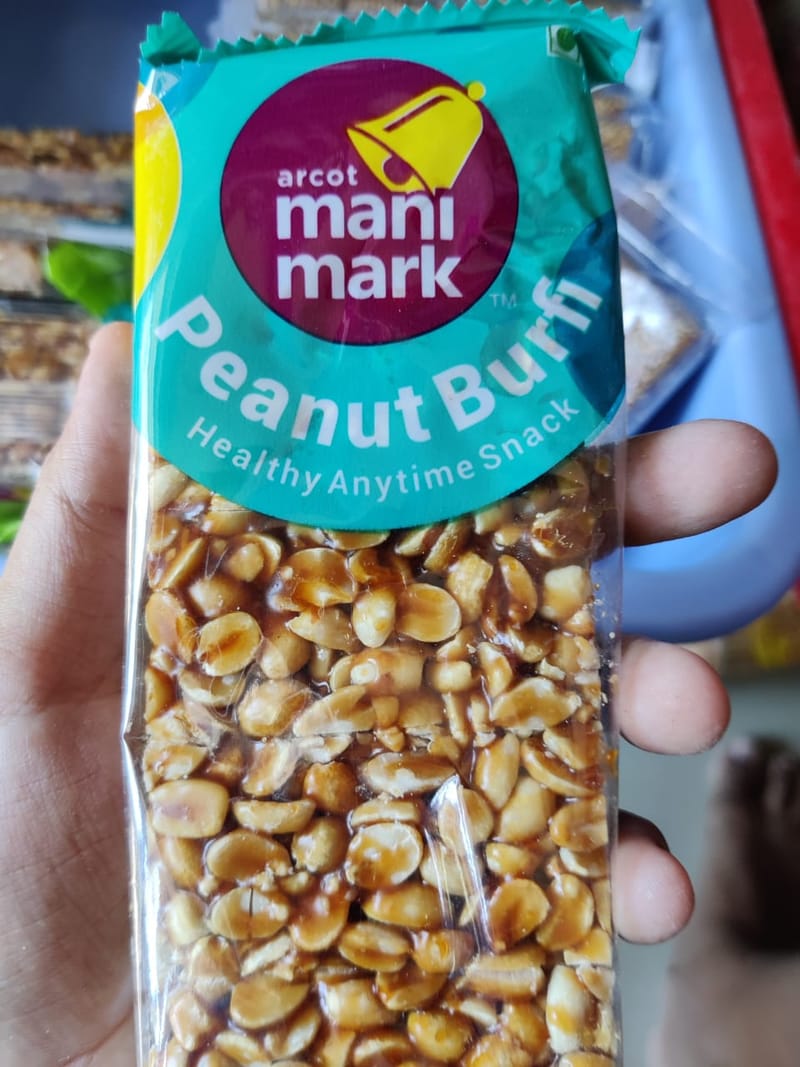 arcot
mani
mark
TM
Peanut Burfi
Healthy Anytime Snack